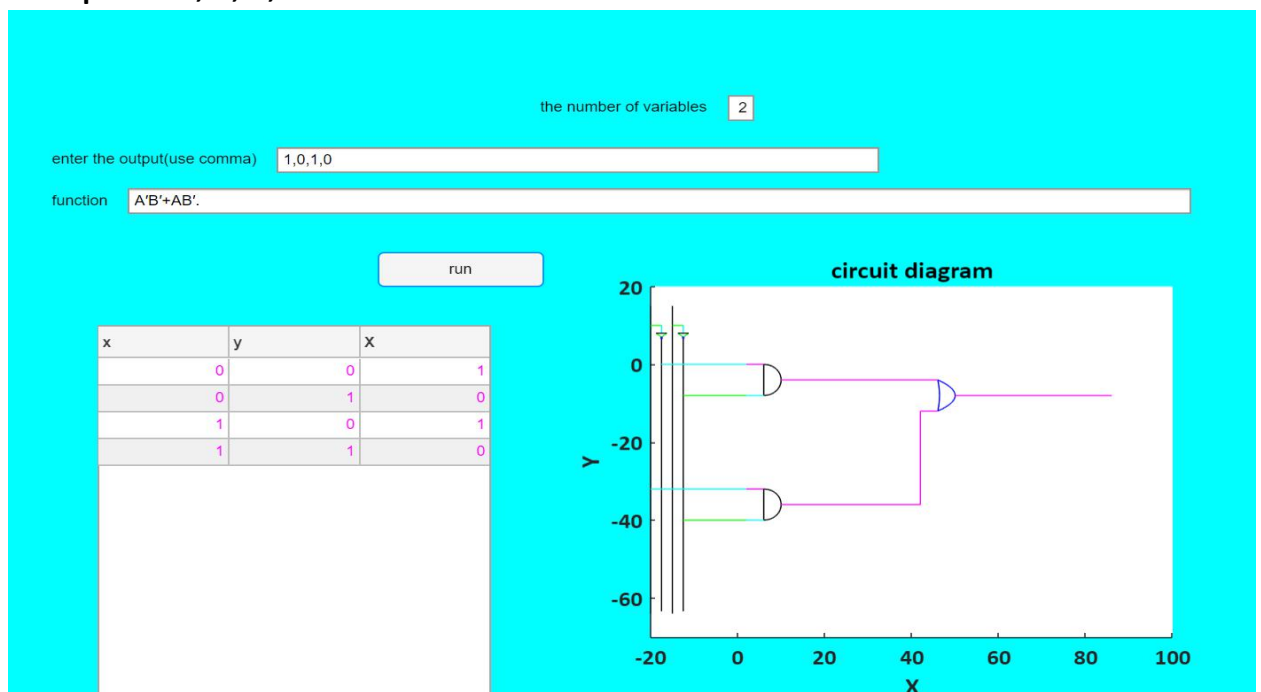 the number of variables 2
enter the output(use comma) 1,0,1,0
function A'B'+AB'.
run
x y X
0 0 1
0 1 0
1 0 1
1 1 0
circuit diagram
20
0
-20
-40
-60
Y
-20 0 20 40 60 80 100
X